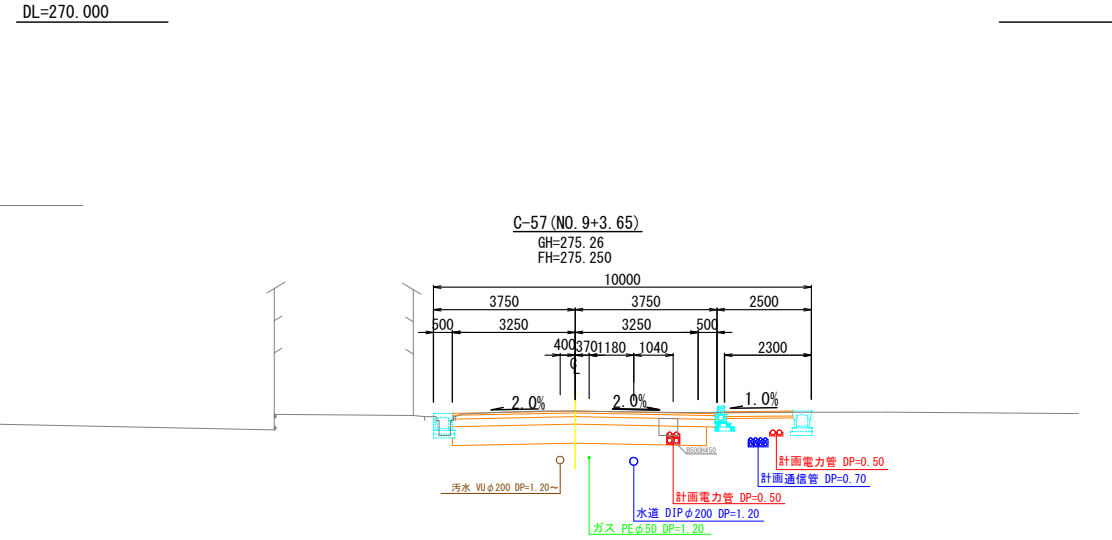 DL=270.000
C-57(NO.9+3.65)
GH=275.26
FH=275.250
10000
3750 3750 2500
500 3250 3250 500
400 370 1180 1040 2300
℄
2.0% 2.0% 1.0%
B500H450
計画電力管 DP=0.50
計画通信管 DP=0.70
汚水 VUφ200 DP=1.20~
計画電力管 DP=0.50
水道 DIPφ200 DP=1.20
ガス PEφ50 DP=1.20